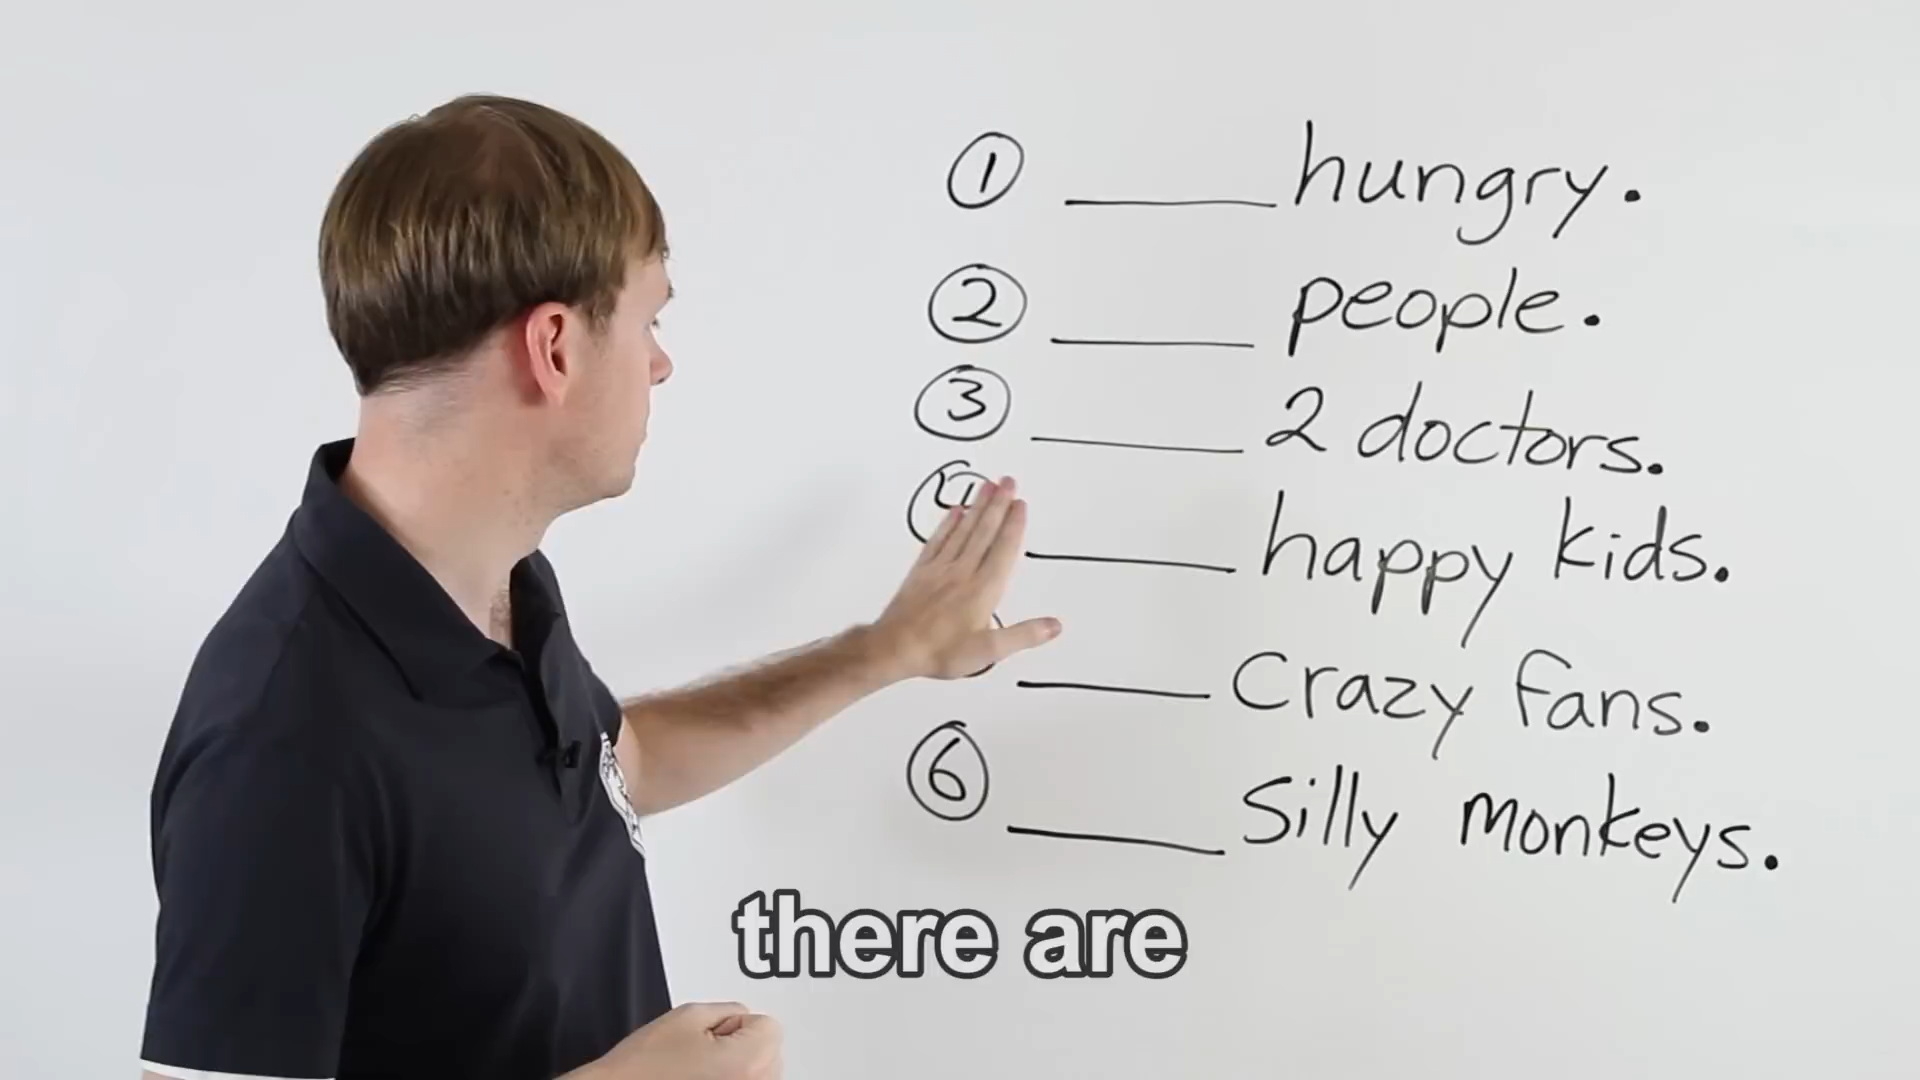 ① ____ hungry.
② ____ people.
③ ____ 2 doctors.
④ ____ happy kids.
____ Crazy fans.
⑥ ____ Silly monkeys.
there are